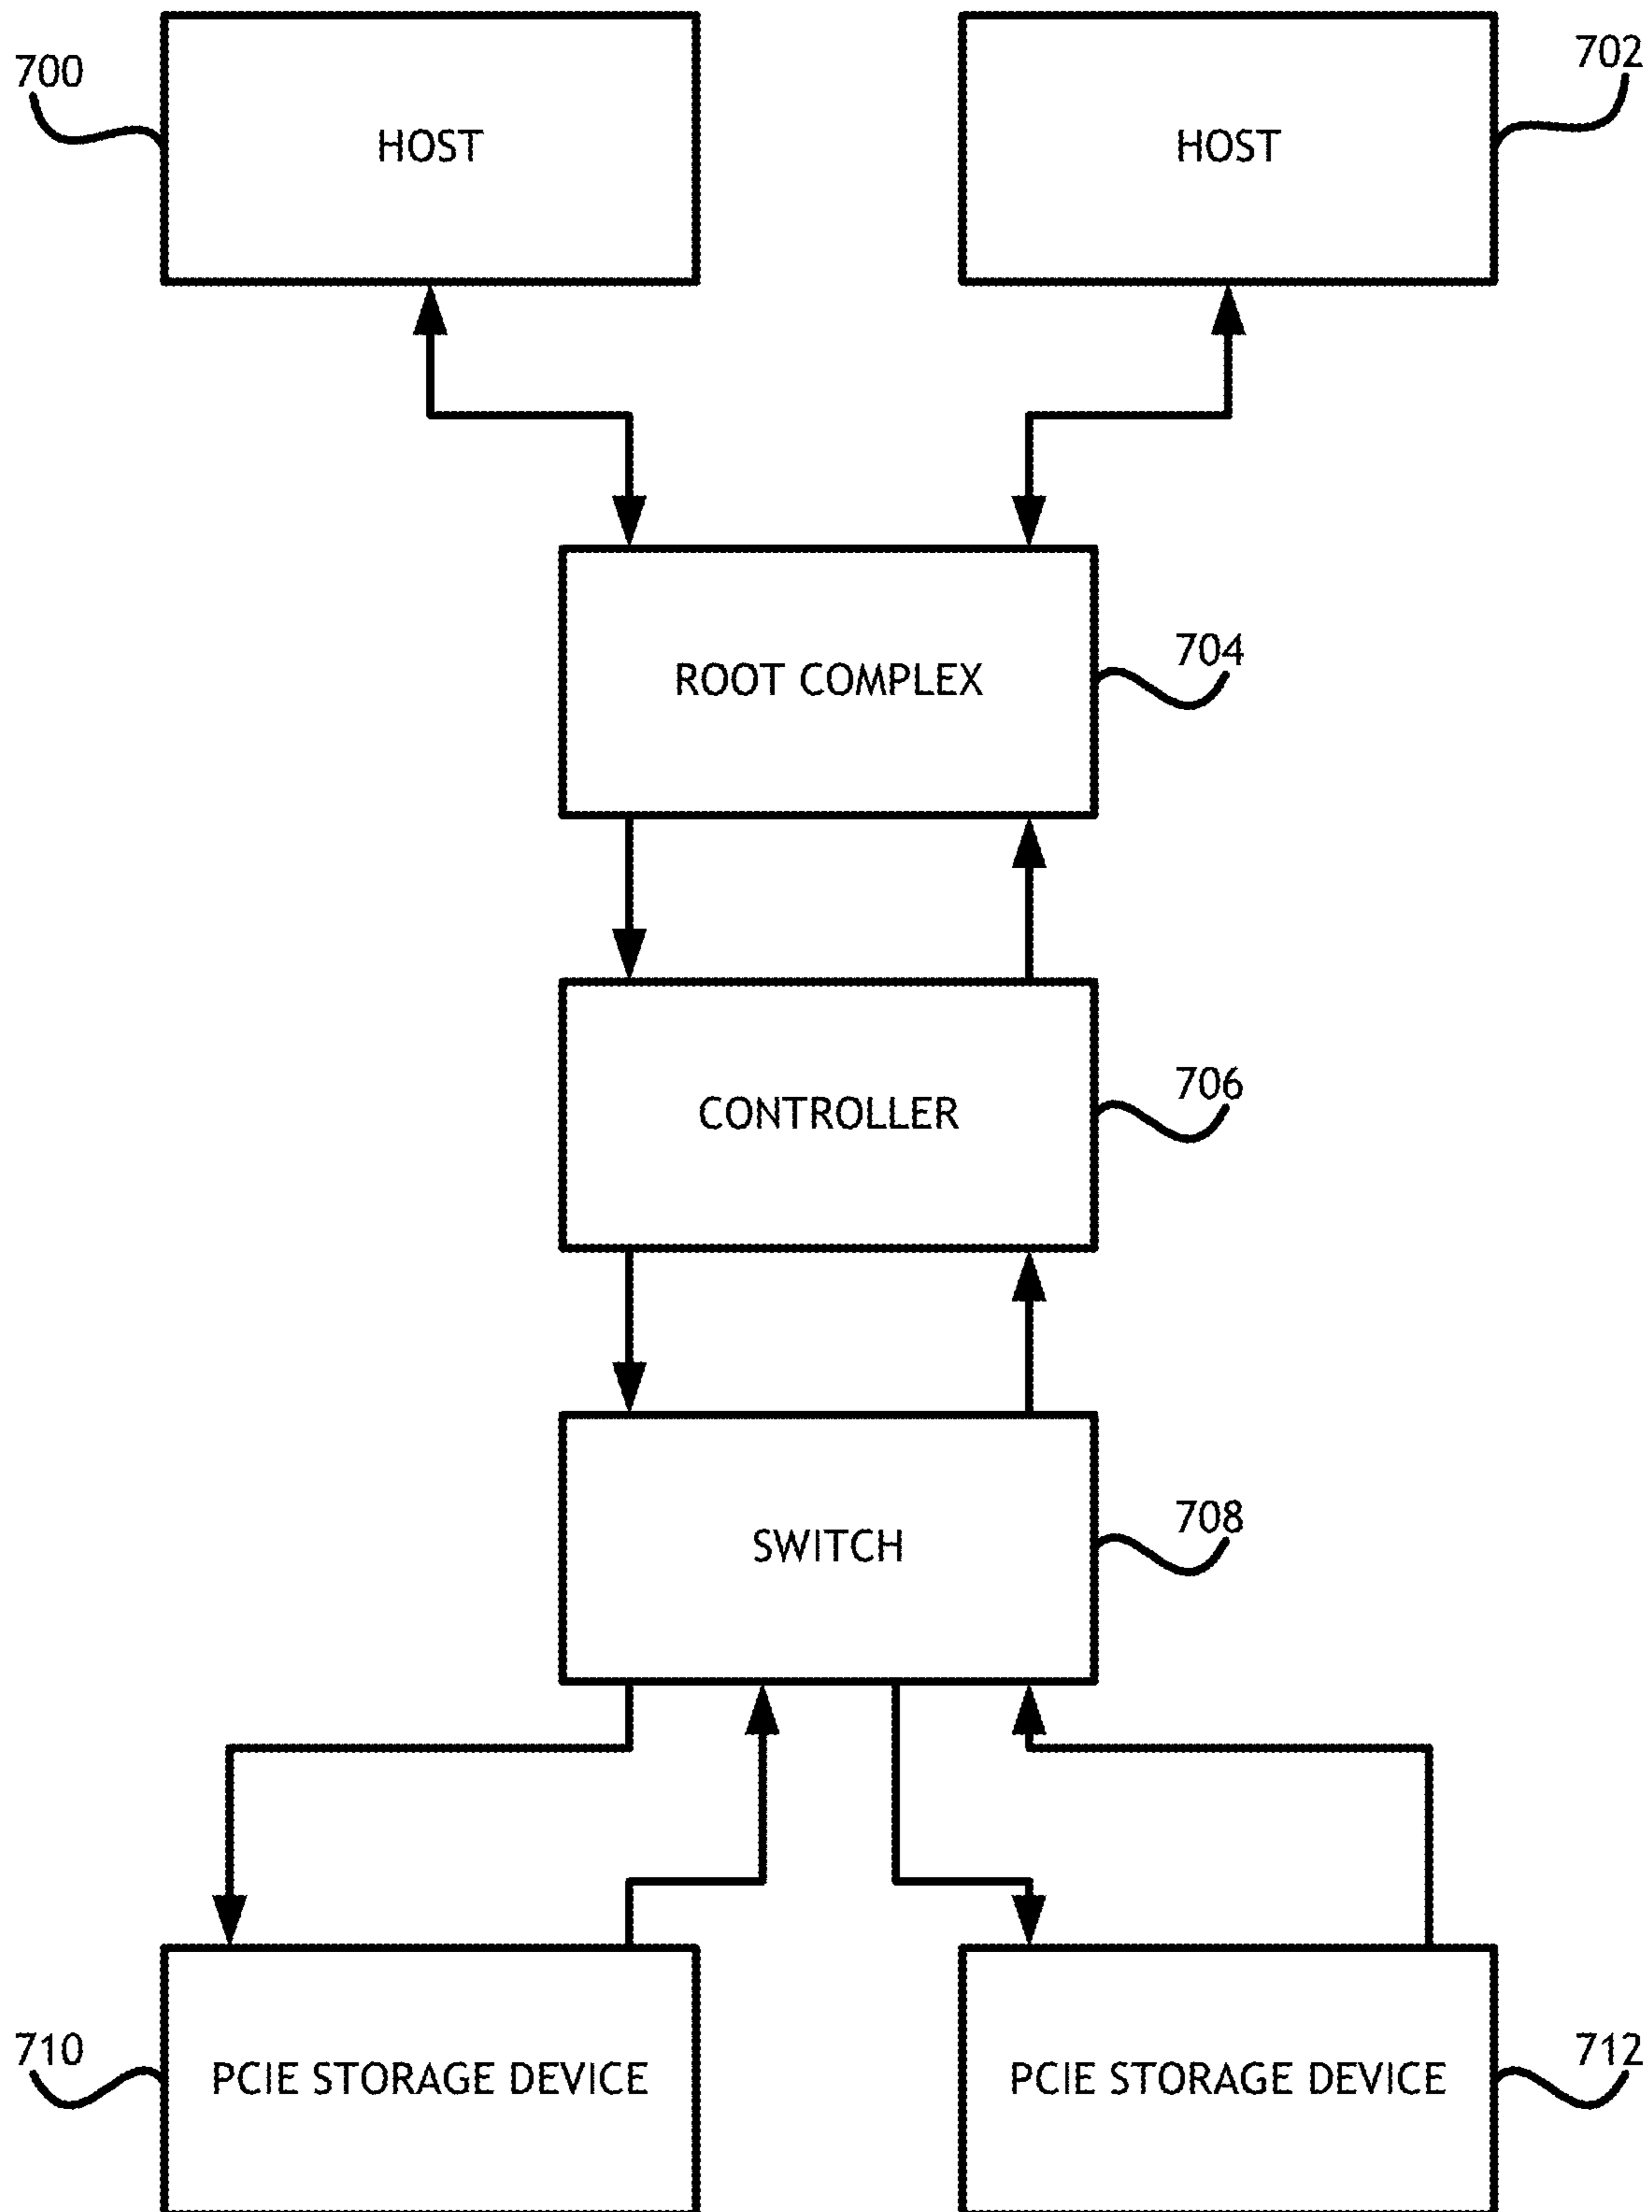 700
HOST
HOST
702
ROOT COMPLEX
704
CONTROLLER
706
SWITCH
708
710
PCIE STORAGE DEVICE
PCIE STORAGE DEVICE
712